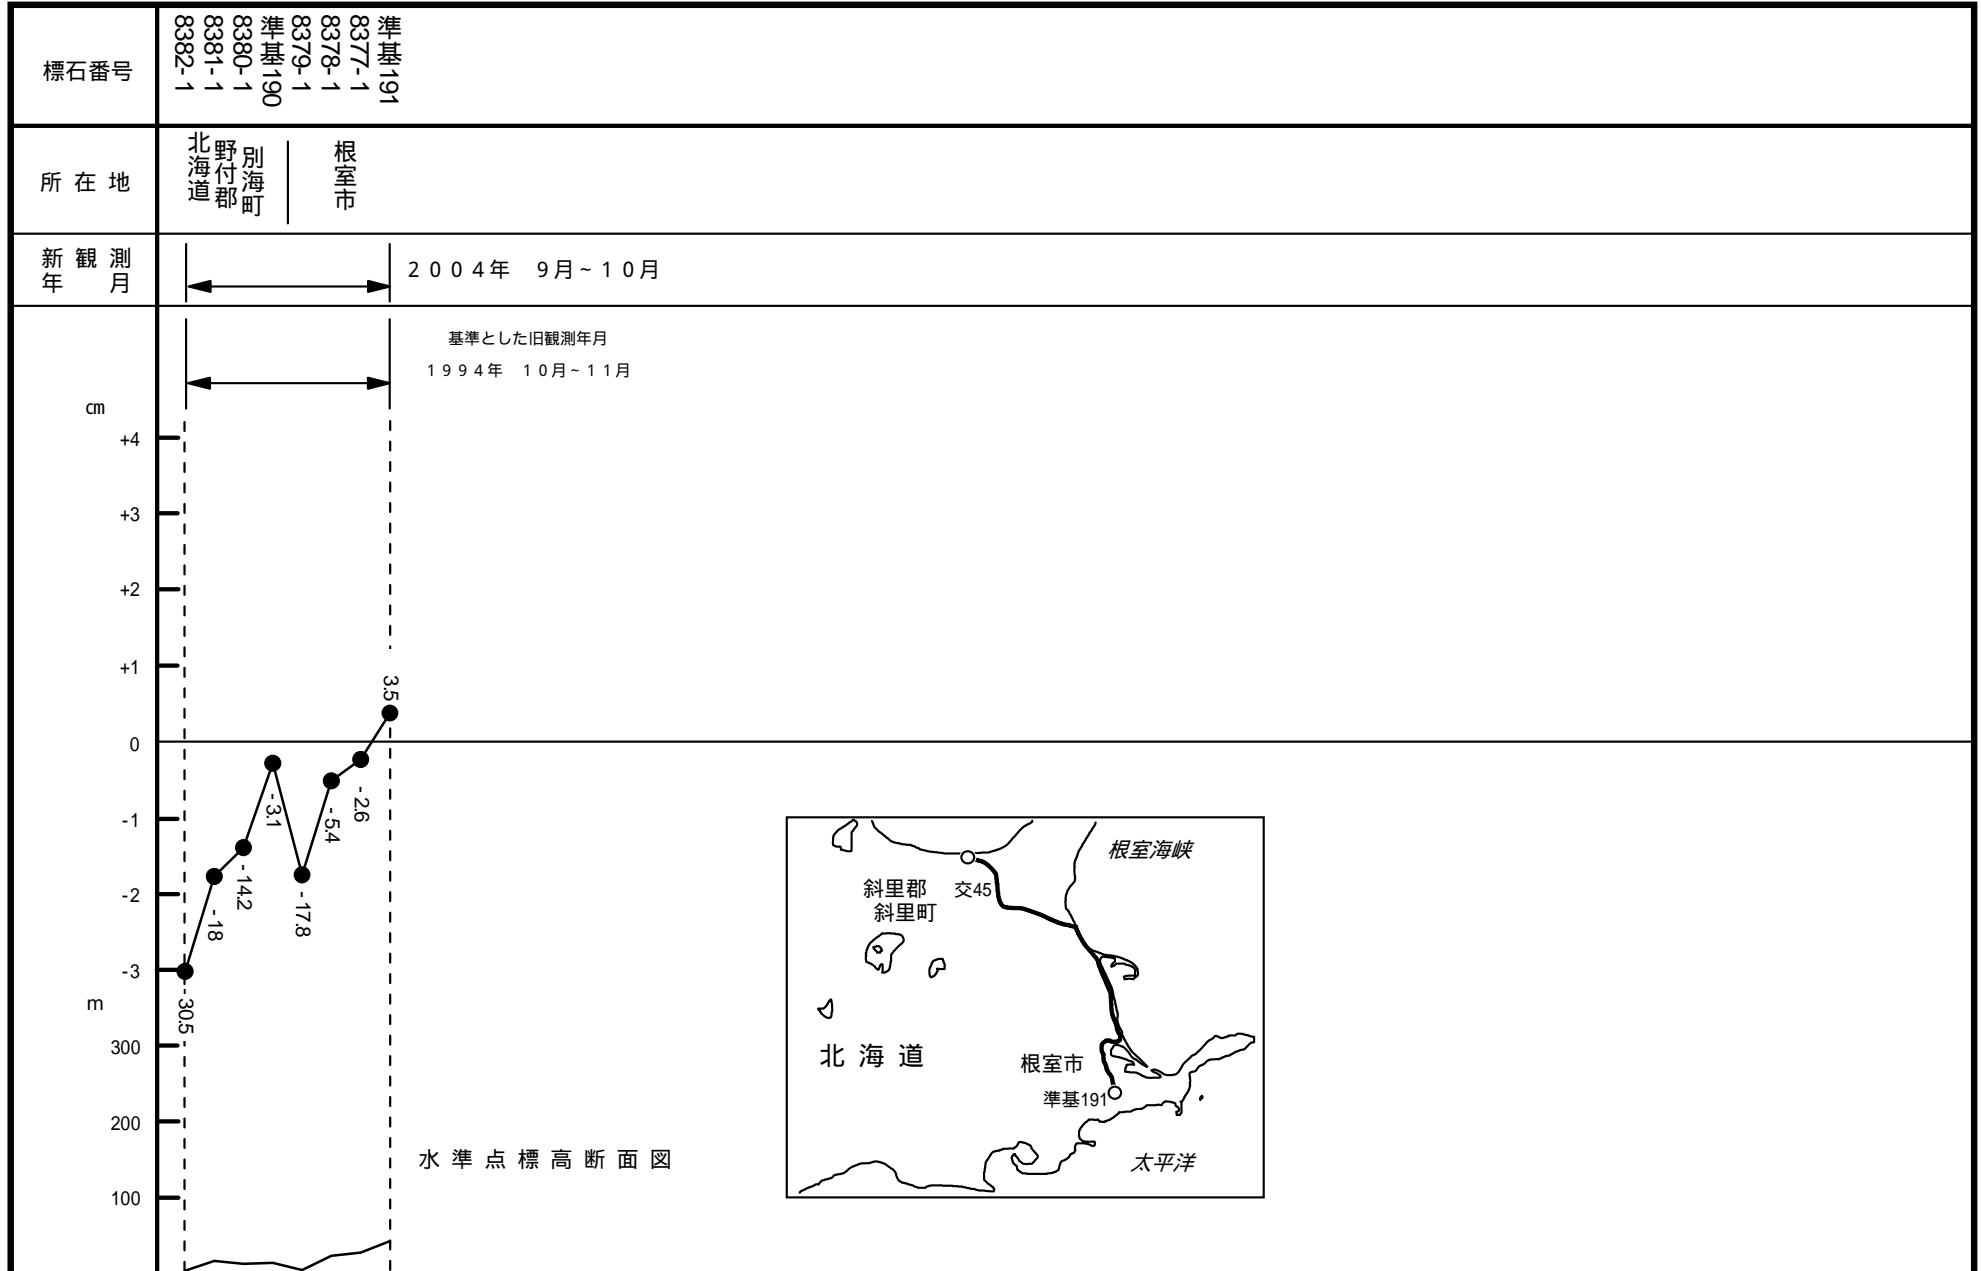 標石番号
8382-1
8381-1
8380-1
準基190
8379-1
8378-1
8377-1
準基191
所 在 地
北海道
野付郡
別海町
根室市
新 観 測
年 月
2004年 9月~10月
基準とした旧観測年月
1994年 10月~11月
cm
+4
+3
+2
+1
0
-1
-2
-3
-30.5
-18
-14.2
-3.1
-17.8
-5.4
-2.6
3.5
m
300
200
100
水 準 点 標 高 断 面 図
根室海峡
斜里郡
斜里町
交45
北 海 道
根室市
準基191
太平洋